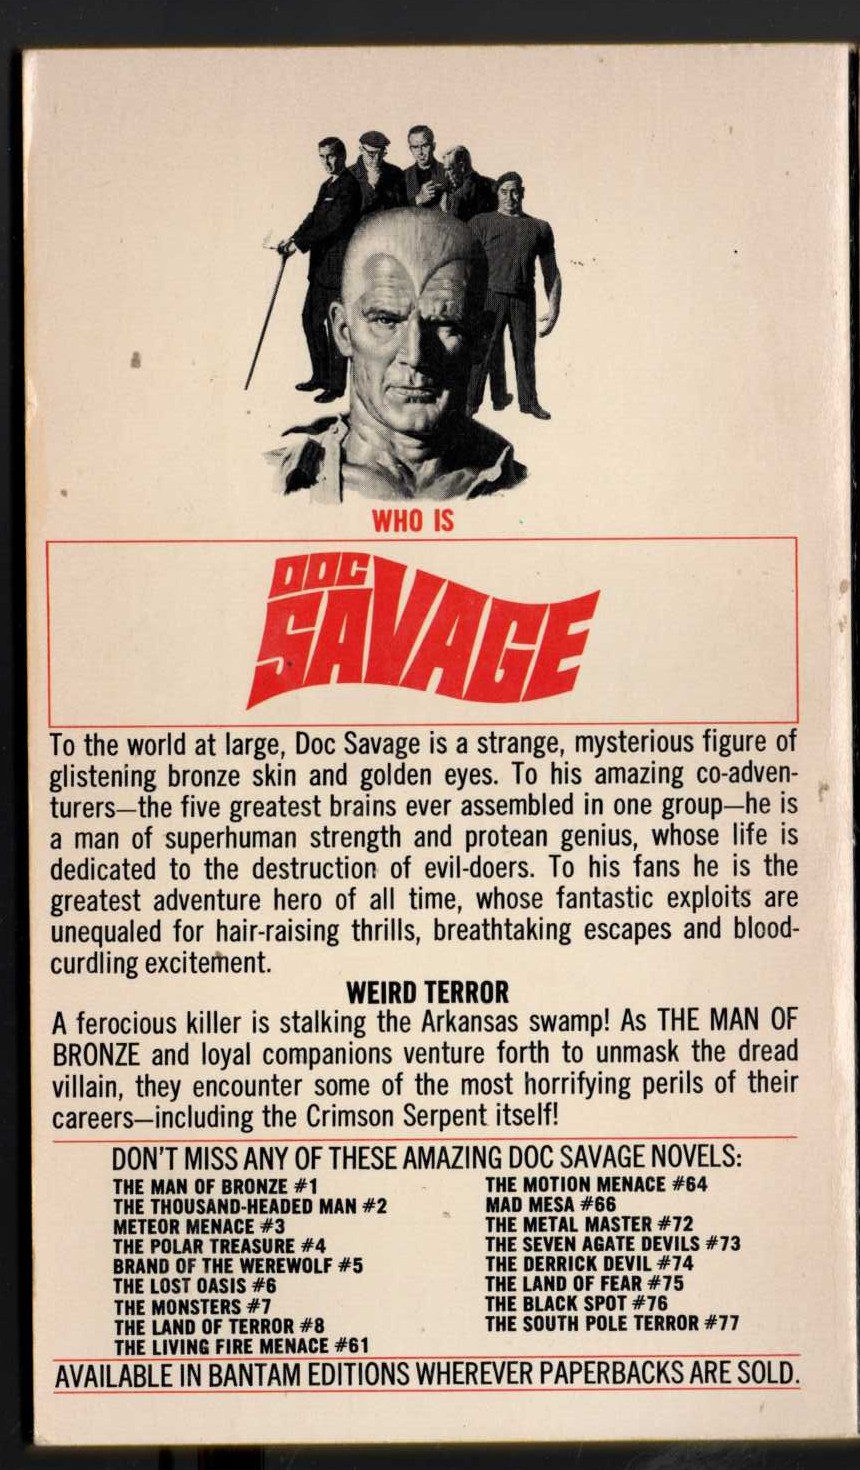 WHO IS
DOC
SAVAGE
To the world at large, Doc Savage is a strange, mysterious figure of
glistening bronze skin and golden eyes. To his amazing co-adven-
turers—the five greatest brains ever assembled in one group—he is
a man of superhuman strength and protean genius, whose life is
dedicated to the destruction of evil-doers. To his fans he is the
greatest adventure hero of all time, whose fantastic exploits are
unequaled for hair-raising thrills, breathtaking escapes and blood-
curdling excitement.
WEIRD TERROR
A ferocious killer is stalking the Arkansas swamp! As THE MAN OF
BRONZE and loyal companions venture forth to unmask the dread
villain, they encounter some of the most horrifying perils of their
careers—including the Crimson Serpent itself!
DON'T MISS ANY OF THESE AMAZING DOC SAVAGE NOVELS:
THE MAN OF BRONZE #1
THE THOUSAND-HEADED MAN #2
METEOR MENACE #3
THE POLAR TREASURE #4
BRAND OF THE WEREWOLF #5
THE LOST OASIS #6
THE MONSTERS #7
THE LAND OF TERROR #8
THE LIVING FIRE MENACE #61
THE MOTION MENACE #64
MAD MESA #66
THE METAL MASTER #72
THE SEVEN AGATE DEVILS #73
THE DERRICK DEVIL #74
THE LAND OF FEAR #75
THE BLACK SPOT #76
THE SOUTH POLE TERROR #77
AVAILABLE IN BANTAM EDITIONS WHEREVER PAPERBACKS ARE SOLD.